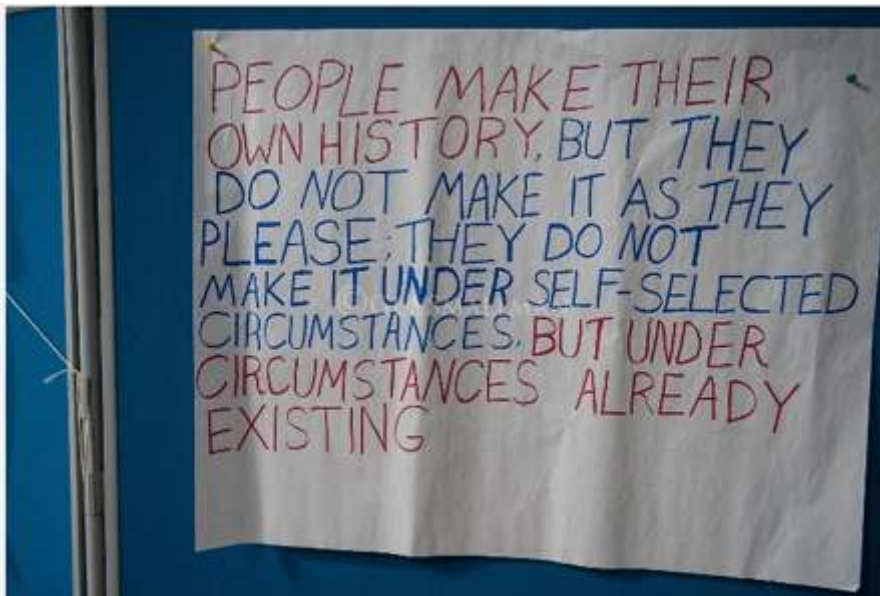 PEOPLE MAKE THEIR
OWN HISTORY, BUT THEY
DO NOT MAKE IT AS THEY
PLEASE; THEY DO NOT
MAKE IT UNDER SELF-SELECTED
CIRCUMSTANCES, BUT UNDER
CIRCUMSTANCES ALREADY
EXISTING